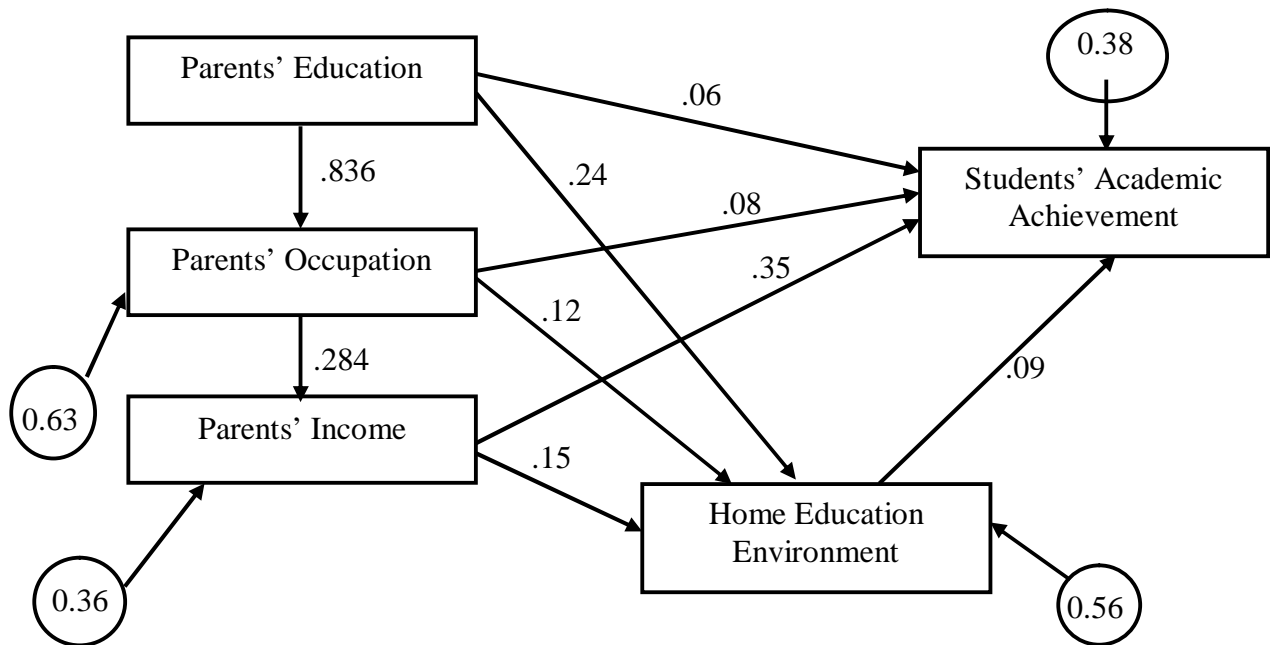 Parents’ Education
0.38
.06
Students’ Academic
Achievement
.836
.24
.08
Parents’ Occupation
.35
.12
.284
.09
0.63
Parents’ Income
.15
Home Education
Environment
0.36
0.56